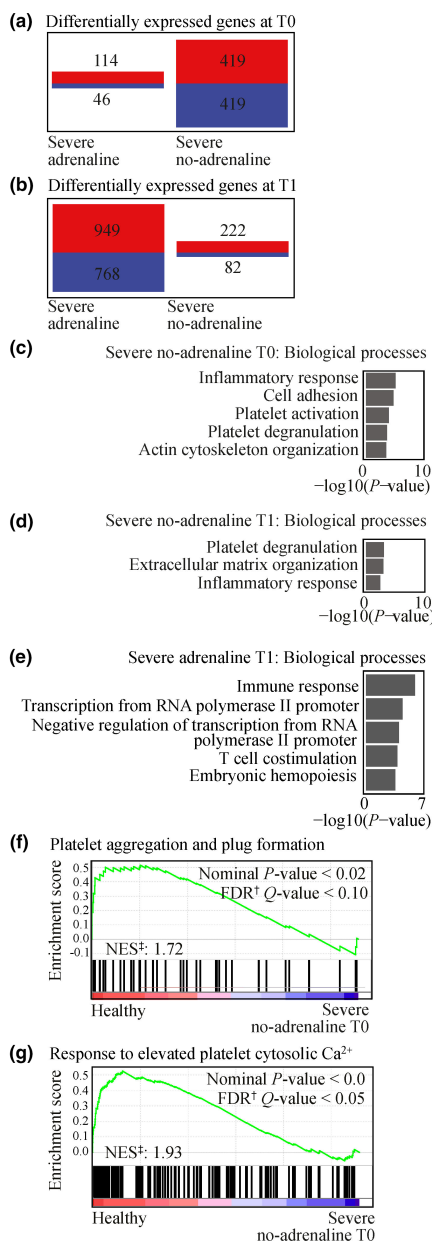 (a) Differentially expressed genes at T0
114
419
46
419
Severe
adrenaline
Severe
no-adrenaline
(b) Differentially expressed genes at T1
949
222
768
82
Severe
adrenaline
Severe
no-adrenaline
(c)
Severe no-adrenaline T0: Biological processes
Inflammatory response
Cell adhesion
Platelet activation
Platelet degranulation
Actin cytoskeleton organization
0 10
−log10(P−value)
(d)
Severe no-adrenaline T1: Biological processes
Platelet degranulation
Extracellular matrix organization
Inflammatory response
0 10
−log10(P−value)
(e)
Severe adrenaline T1: Biological processes
Immune response
Transcription from RNA polymerase II promoter
Negative regulation of transcription from RNA
polymerase II promoter
T cell costimulation
Embryonic hemopoiesis
0 7
−log10(P−value)
(f) Platelet aggregation and plug formation
Enrichment score
0.5
0.4
0.3
0.2
0.1
0.0
-0.1
Nominal P-value < 0.02
FDR† Q-value < 0.10
NES‡: 1.72
Healthy
Severe
no-adrenaline T0
(g) Response to elevated platelet cytosolic Ca²⁺
Enrichment score
0.5
0.4
0.3
0.2
0.1
0.0
Nominal P-value < 0.0
FDR† Q-value < 0.05
NES‡: 1.93
Healthy
Severe
no-adrenaline T0